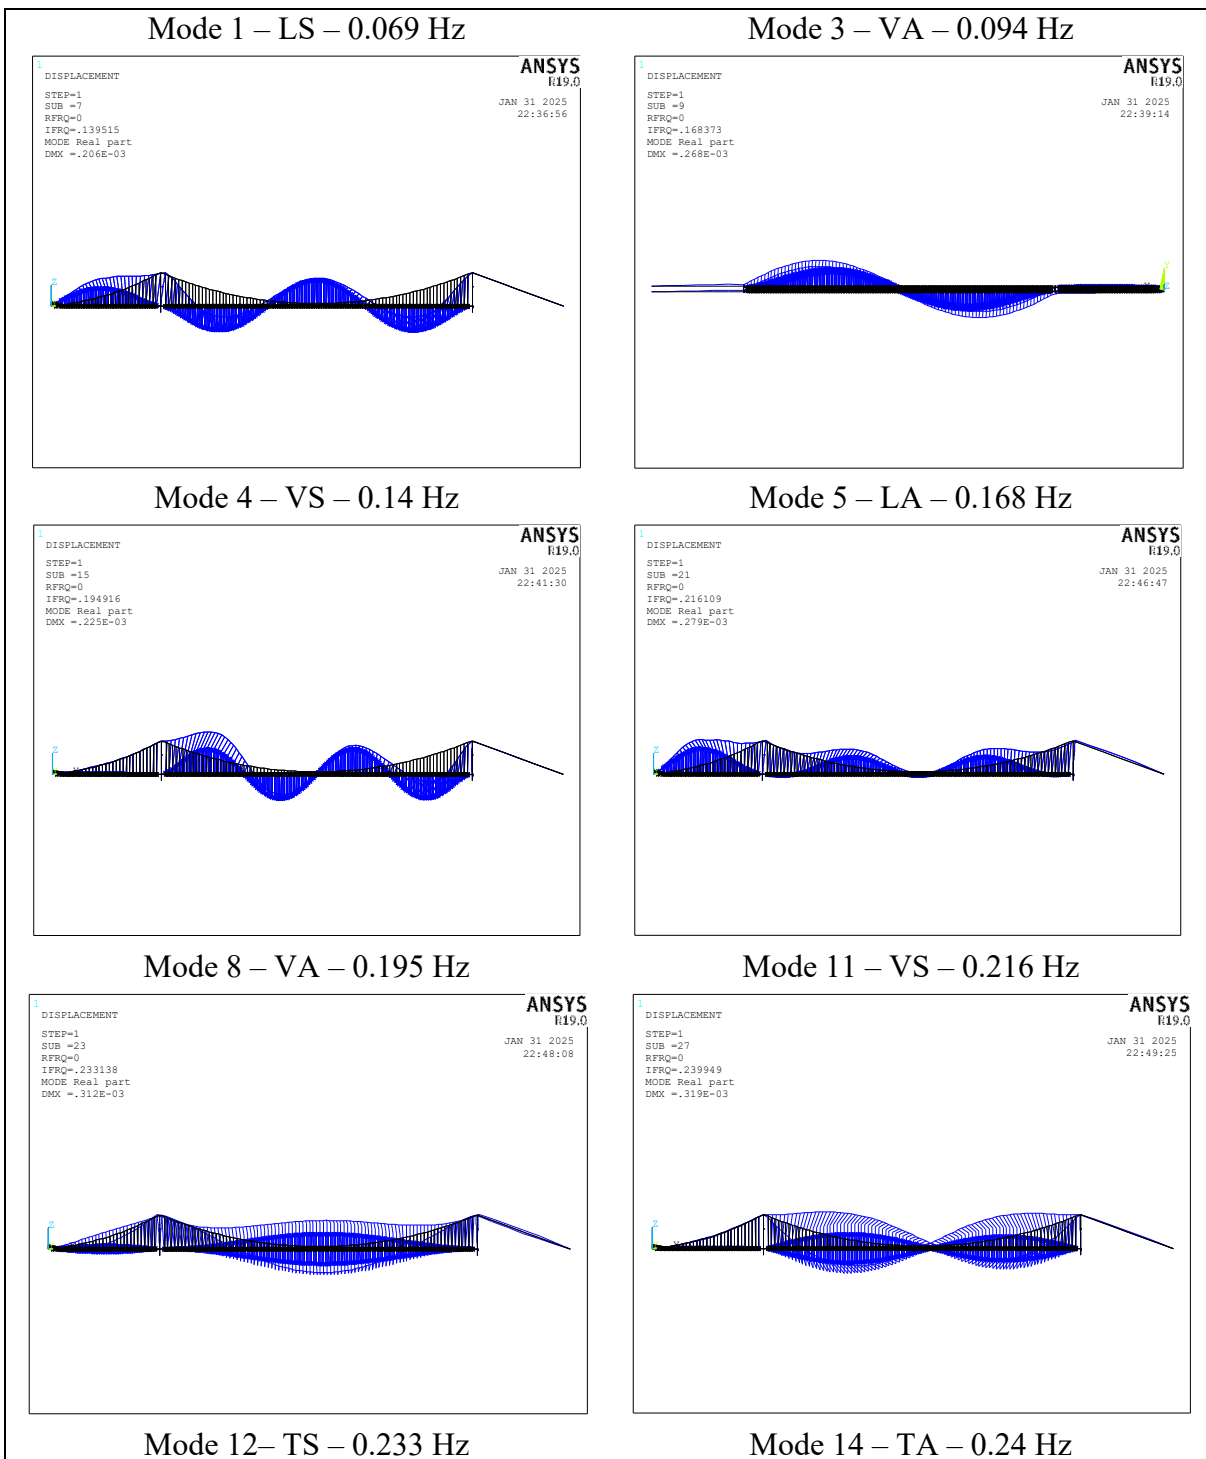 Mode 1 – LS – 0.069 Hz
Mode 3 – VA – 0.094 Hz
1
DISPLACEMENT
STEP=1
SUB =7
RFRQ=0
IFRQ=.139515
MODE Real part
DMX =.206E-03
ANSYS
R19.0
JAN 31 2025
22:36:56
Z
1
DISPLACEMENT
STEP=1
SUB =9
RFRQ=0
IFRQ=.168373
MODE Real part
DMX =.268E-03
ANSYS
R19.0
JAN 31 2025
22:39:14
Y
X
Z
Mode 4 – VS – 0.14 Hz
Mode 5 – LA – 0.168 Hz
1
DISPLACEMENT
STEP=1
SUB =15
RFRQ=0
IFRQ=.194916
MODE Real part
DMX =.225E-03
ANSYS
R19.0
JAN 31 2025
22:41:30
Z
X
1
DISPLACEMENT
STEP=1
SUB =21
RFRQ=0
IFRQ=.216109
MODE Real part
DMX =.279E-03
ANSYS
R19.0
JAN 31 2025
22:46:47
Z
Mode 8 – VA – 0.195 Hz
Mode 11 – VS – 0.216 Hz
1
DISPLACEMENT
STEP=1
SUB =23
RFRQ=0
IFRQ=.233138
MODE Real part
DMX =.312E-03
ANSYS
R19.0
JAN 31 2025
22:48:08
Z
1
DISPLACEMENT
STEP=1
SUB =27
RFRQ=0
IFRQ=.239949
MODE Real part
DMX =.319E-03
ANSYS
R19.0
JAN 31 2025
22:49:25
Z
X
Mode 12– TS – 0.233 Hz
Mode 14 – TA – 0.24 Hz